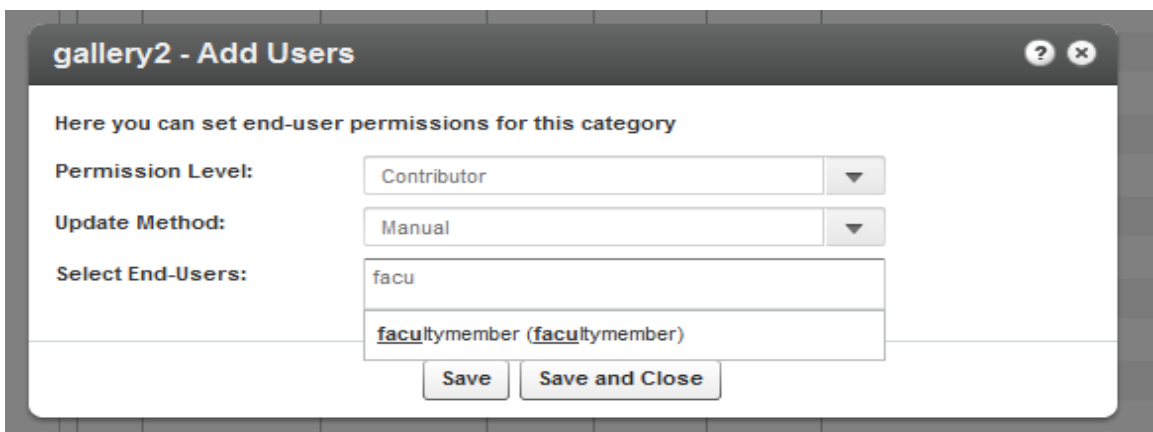 gallery2 - Add Users
?
Here you can set end-user permissions for this category
Permission Level: Contributor
Update Method: Manual
Select End-Users: facu
facultymember (facultymember)
Save Save and Close